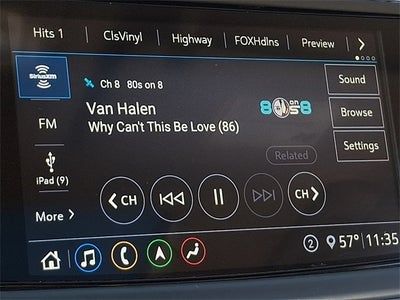 Hits 1 ClsVinyl Highway FOXHdlns Preview
SiriusXM
Ch 8 80s on 8
Sound
Van Halen
8 on 8
Browse
FM
Why Can't This Be Love (86)
Related
Settings
iPad (9)
More
CH
CH
2 57° 11:35